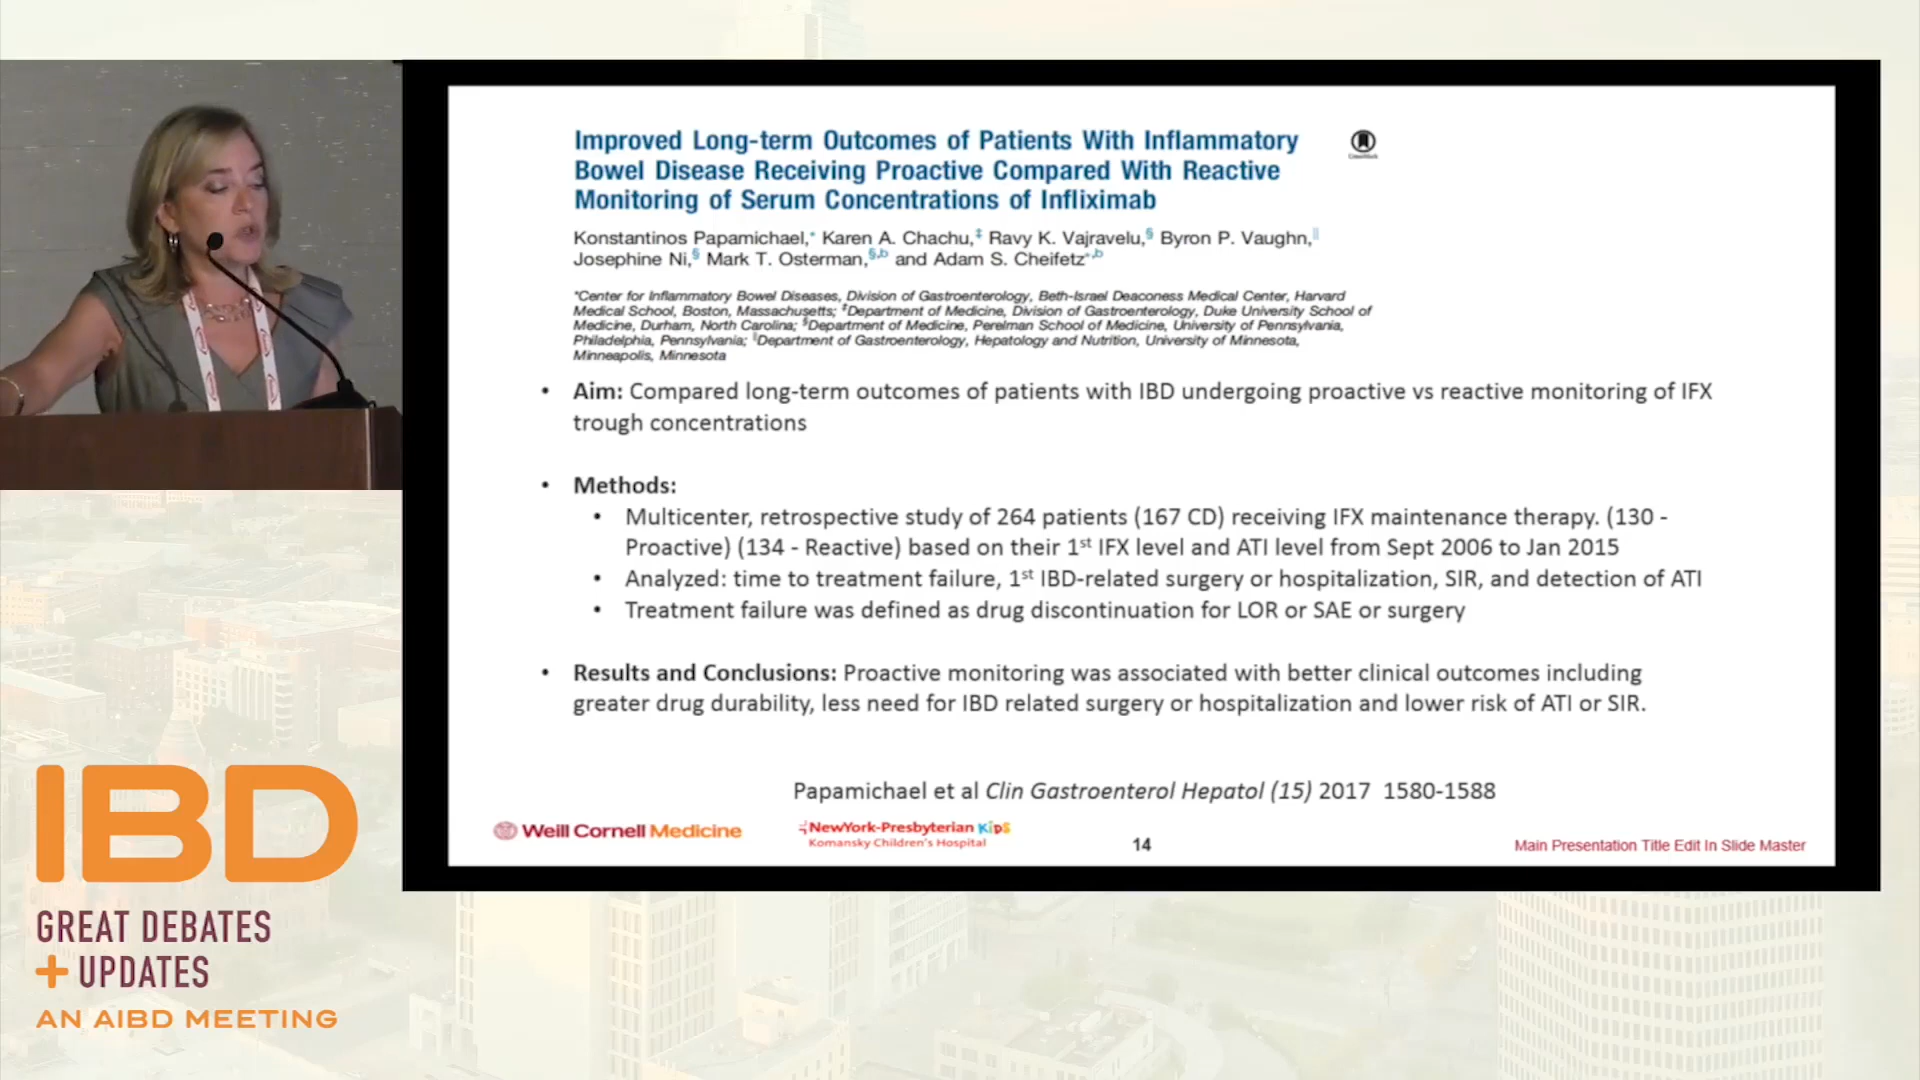 Improved Long-term Outcomes of Patients With Inflammatory
Bowel Disease Receiving Proactive Compared With Reactive
Monitoring of Serum Concentrations of Infliximab
Konstantinos Papamichael,* Karen A. Chachu,‡ Ravy K. Vajravelu,§ Byron P. Vaughn,‖
Josephine Ni,§ Mark T. Osterman,§,b and Adam S. Cheifetz*,b
*Center for Inflammatory Bowel Diseases, Division of Gastroenterology, Beth-Israel Deaconess Medical Center, Harvard
Medical School, Boston, Massachusetts; ‡Department of Medicine, Division of Gastroenterology, Duke University School of
Medicine, Durham, North Carolina; §Department of Medicine, Perelman School of Medicine, University of Pennsylvania,
Philadelphia, Pennsylvania; ‖Department of Gastroenterology, Hepatology and Nutrition, University of Minnesota,
Minneapolis, Minnesota
• Aim: Compared long-term outcomes of patients with IBD undergoing proactive vs reactive monitoring of IFX
trough concentrations
• Methods:
• Multicenter, retrospective study of 264 patients (167 CD) receiving IFX maintenance therapy. (130 -
Proactive) (134 - Reactive) based on their 1st IFX level and ATI level from Sept 2006 to Jan 2015
• Analyzed: time to treatment failure, 1st IBD-related surgery or hospitalization, SIR, and detection of ATI
• Treatment failure was defined as drug discontinuation for LOR or SAE or surgery
• Results and Conclusions: Proactive monitoring was associated with better clinical outcomes including
greater drug durability, less need for IBD related surgery or hospitalization and lower risk of ATI or SIR.
Papamichael et al Clin Gastroenterol Hepatol (15) 2017 1580-1588
Weill Cornell Medicine
NewYork-Presbyterian KiDS
Komansky Children's Hospital
14
Main Presentation Title Edit In Slide Master
IBD
GREAT DEBATES
+ UPDATES
AN AIBD MEETING